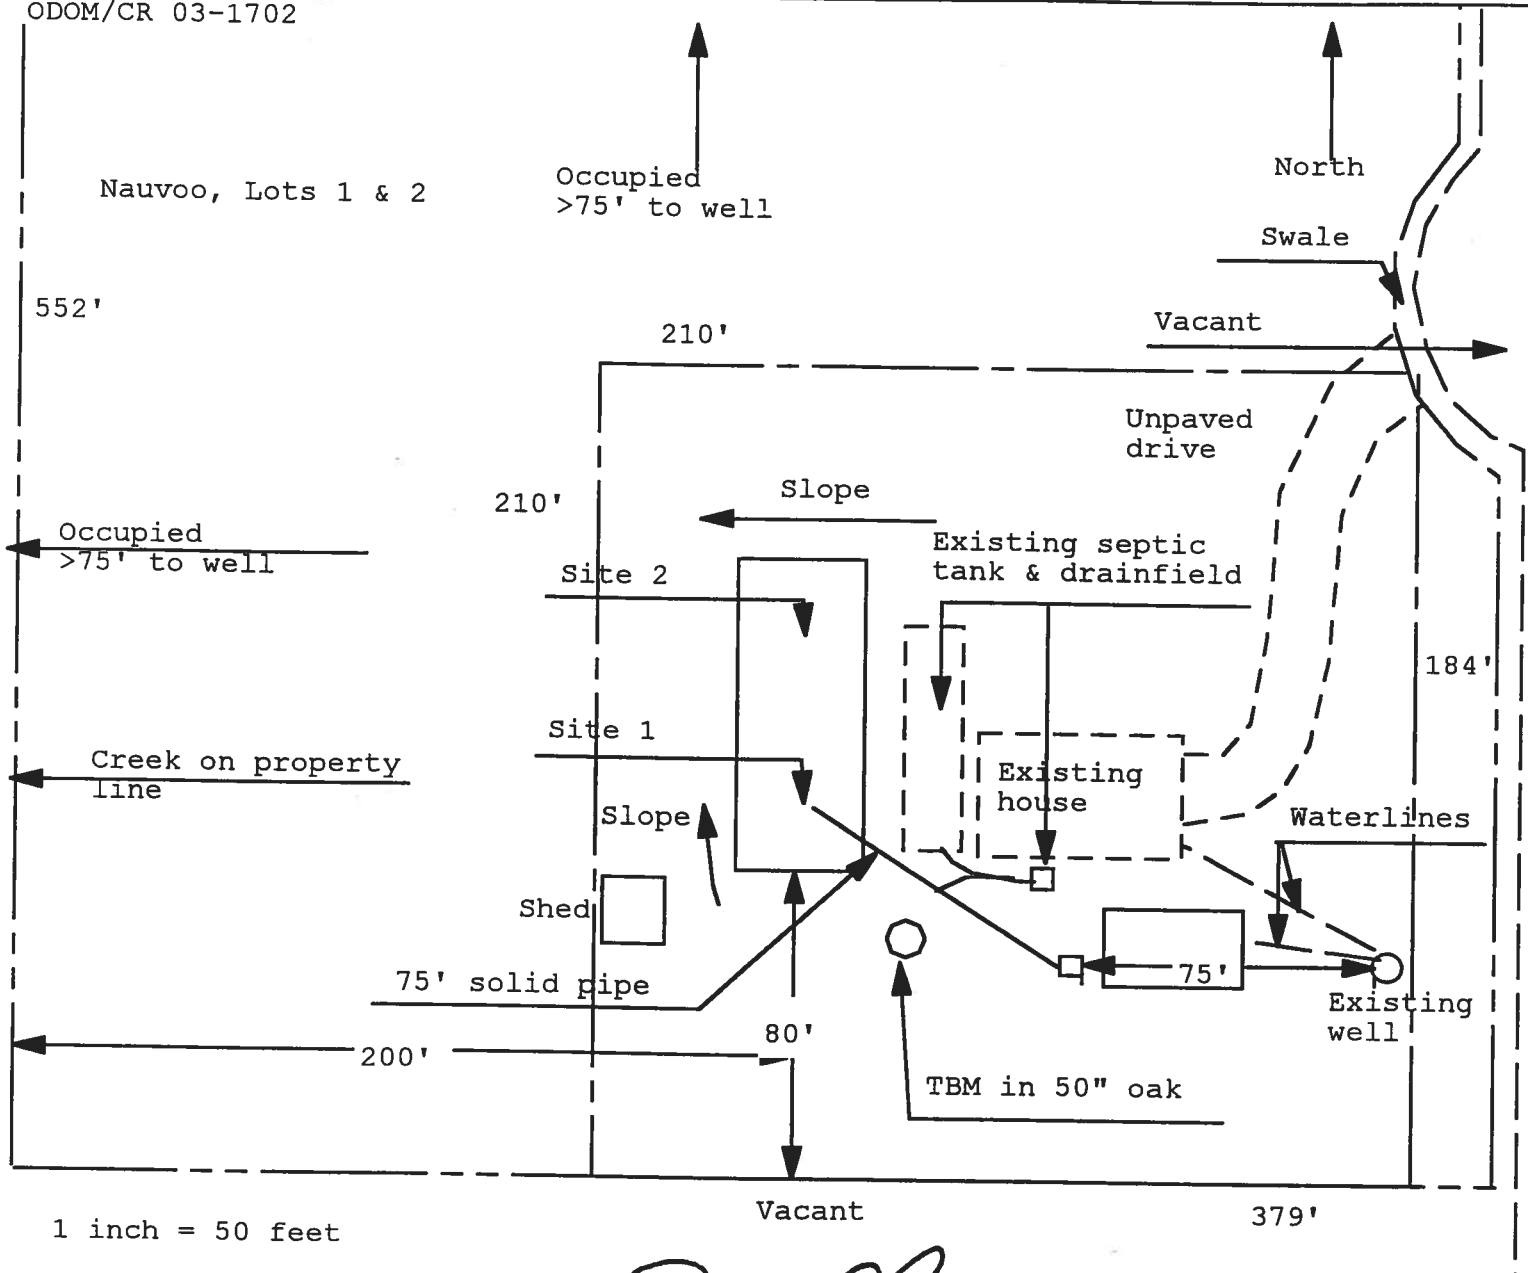 ODOM/CR 03-1702
North
Nauvoo, Lots 1 & 2
Occupied
>75' to well
Swale
552'
Vacant
210'
Unpaved
drive
210'
Slope
Occupied
>75' to well
Existing septic
tank & drainfield
Site 2
184'
Site 1
Creek on property
line
Existing
house
Slope
Waterlines
Shed
75' solid pipe
75'
Existing
well
80'
200'
TBM in 50" oak
Vacant
379'
1 inch = 50 feet